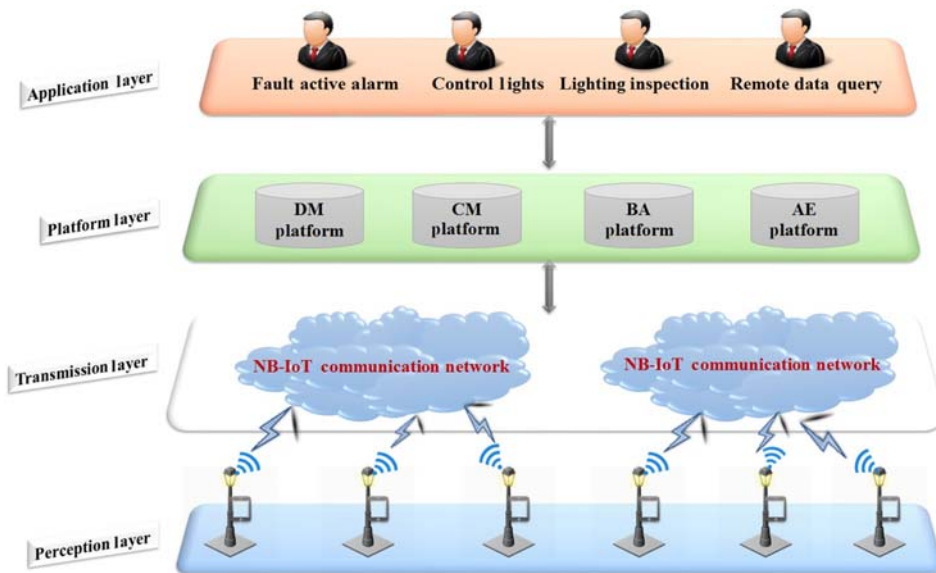 Application layer
Fault active alarm
Control lights
Lighting inspection
Remote data query
Platform layer
DM
platform
CM
platform
BA
platform
AE
platform
Transmission layer
NB-IoT communication network
NB-IoT communication network
Perception layer